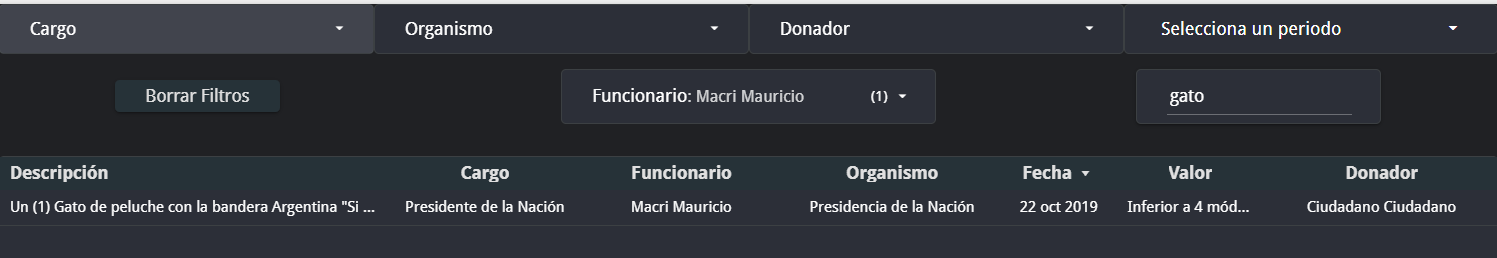 Cargo Organismo Donador Selecciona un periodo
Borrar Filtros Funcionario: Macri Mauricio (1) gato
Descripción Cargo Funcionario Organismo Fecha Valor Donador
Un (1) Gato de peluche con la bandera Argentina "Si ... Presidente de la Nación Macri Mauricio Presidencia de la Nación 22 oct 2019 Inferior a 4 mód... Ciudadano Ciudadano